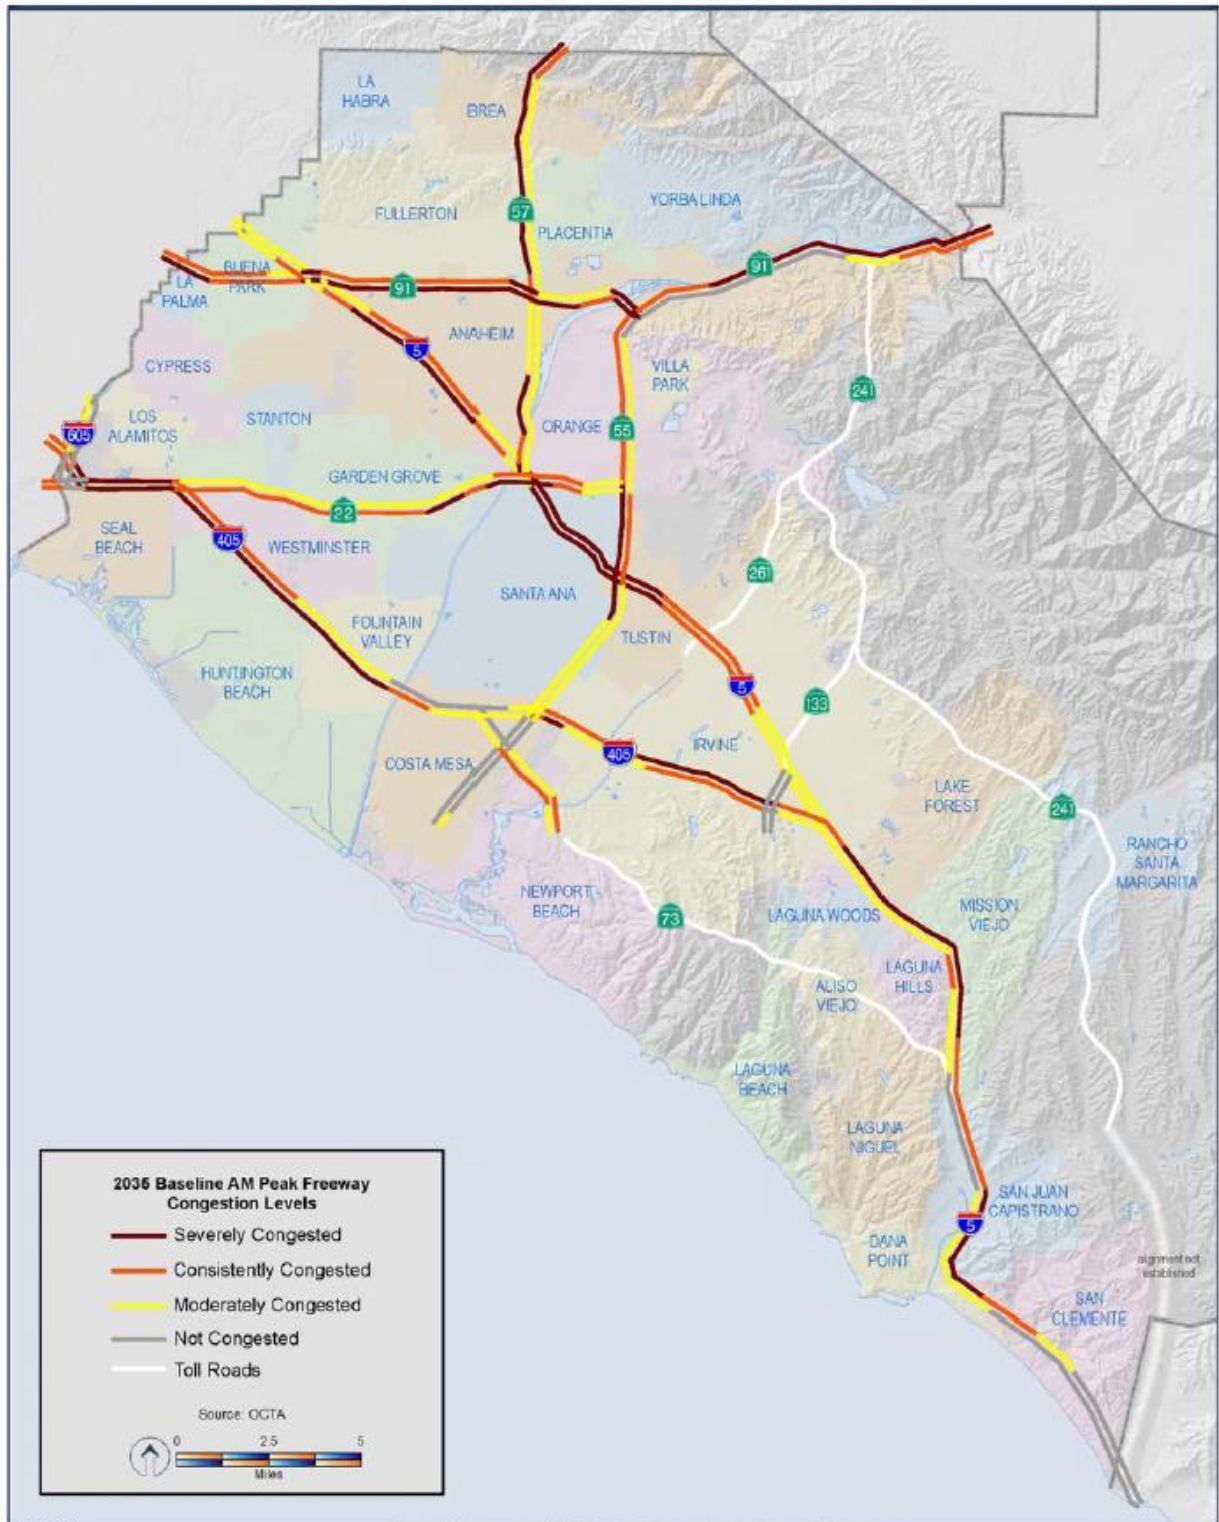 LA
HABRA
BREA
YORBA LINDA
FULLERTON
57
PLACENTIA
BUENA
PARK
91
91
LA
PALMA
ANAHEIM
5
CYPRESS
VILLA
PARK
241
LOS
ALAMITOS
STANTON
ORANGE
55
605
GARDEN GROVE
22
SEAL
BEACH
405
WESTMINSTER
SANTA ANA
261
FOUNTAIN
VALLEY
TUSTIN
HUNTINGTON
BEACH
5
133
COSTA MESA
405
IRVINE
LAKE
FOREST
241
RANCHO
SANTA
MARGARITA
NEWPORT
BEACH
73
LAGUNA WOODS
MISSION
VIEJO
LAGUNA
HILLS
ALISO
VIEJO
LAGUNA
BEACH
LAGUNA
NIGUEL
SAN JUAN
CAPISTRANO
5
DANA
POINT
alignment not
established
SAN
CLEMENTE
2035 Baseline AM Peak Freeway
Congestion Levels
Severely Congested
Consistently Congested
Moderately Congested
Not Congested
Toll Roads
Source: OCTA
0 2.5 5
Miles